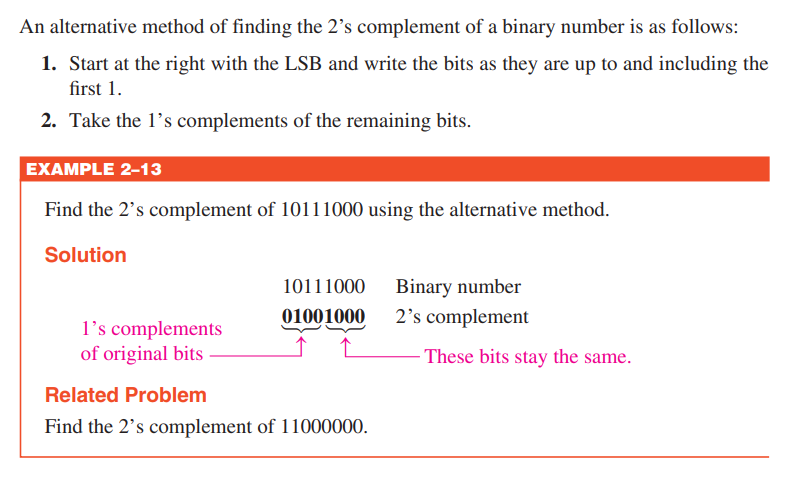 An alternative method of finding the 2’s complement of a binary number is as follows:
1. Start at the right with the LSB and write the bits as they are up to and including the
first 1.
2. Take the 1’s complements of the remaining bits.
EXAMPLE 2–13
Find the 2’s complement of 10111000 using the alternative method.
Solution
10111000 Binary number
01001000 2’s complement
1’s complements
of original bits
These bits stay the same.
Related Problem
Find the 2’s complement of 11000000.